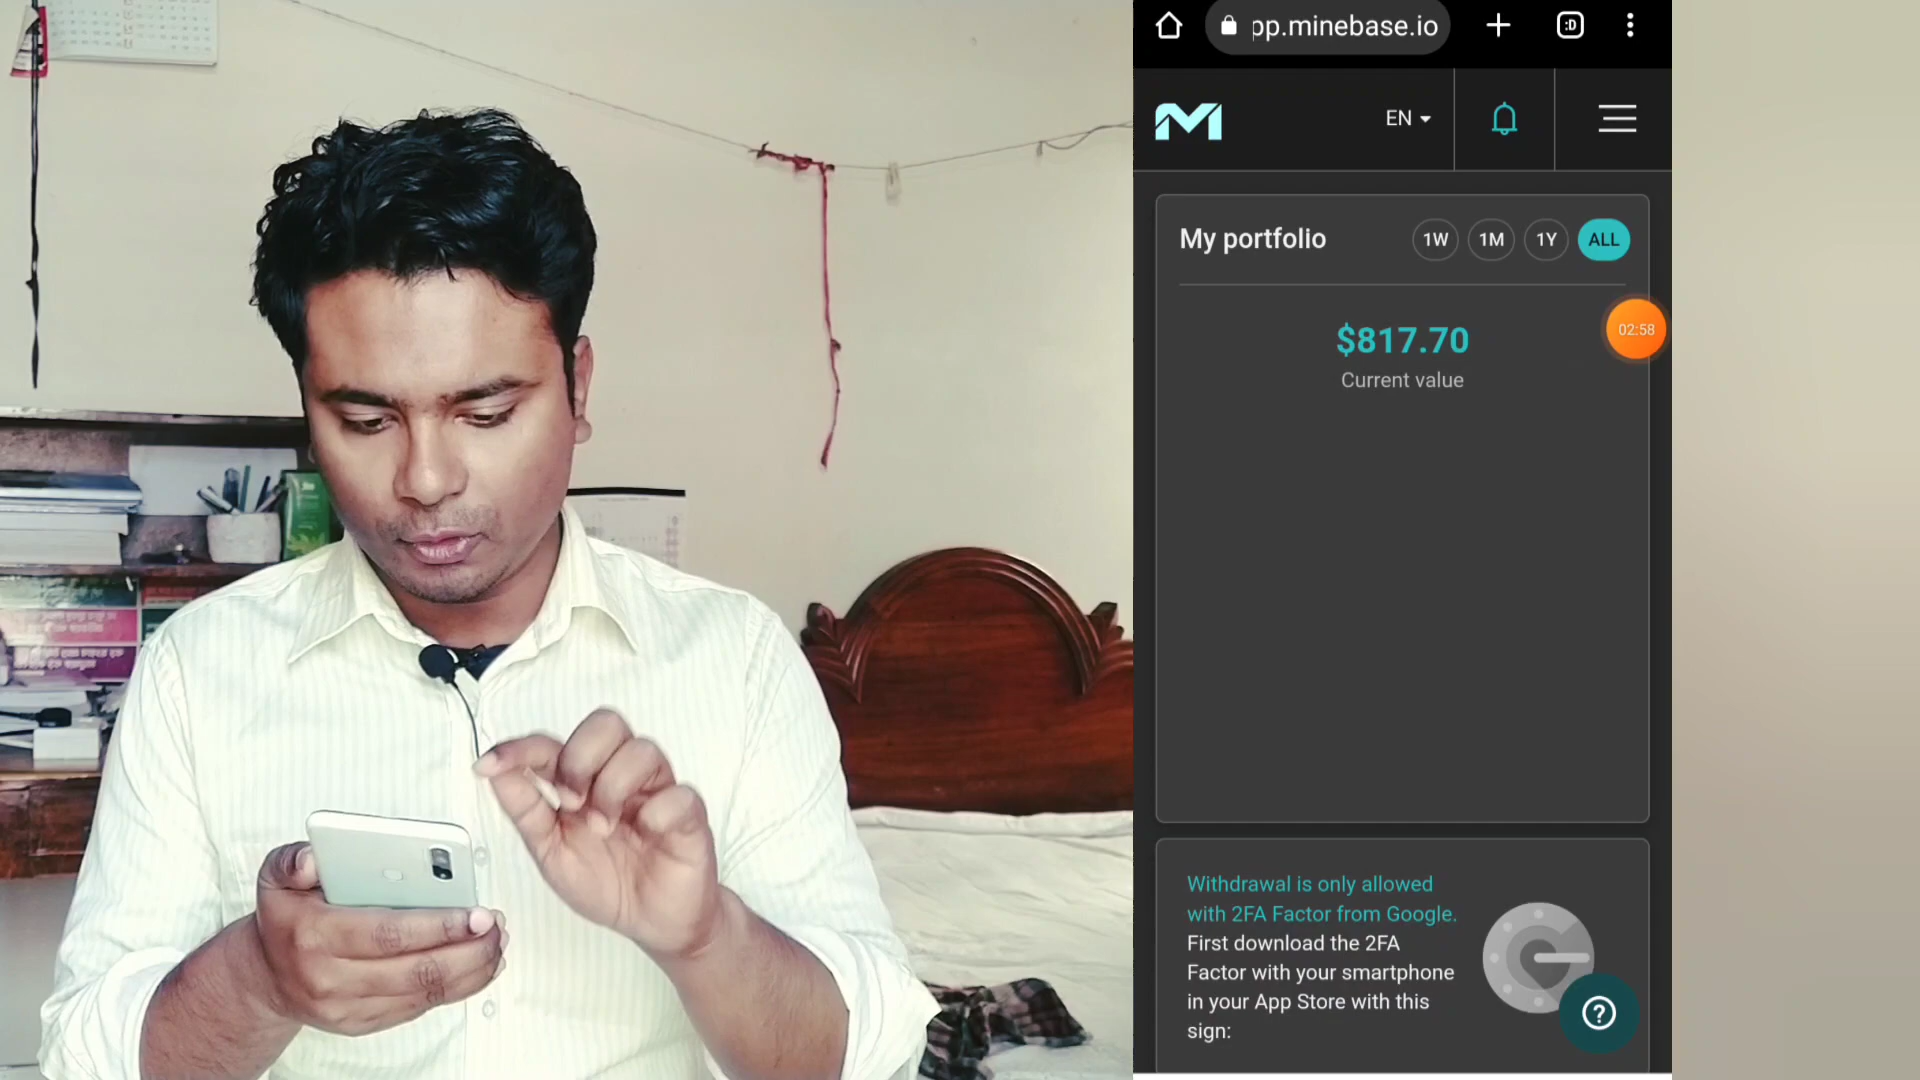 pp.minebase.io
:D
EN
My portfolio
1W
1M
1Y
ALL
$817.70
Current value
02:58
Withdrawal is only allowed
with 2FA Factor from Google.
First download the 2FA
Factor with your smartphone
in your App Store with this
sign: